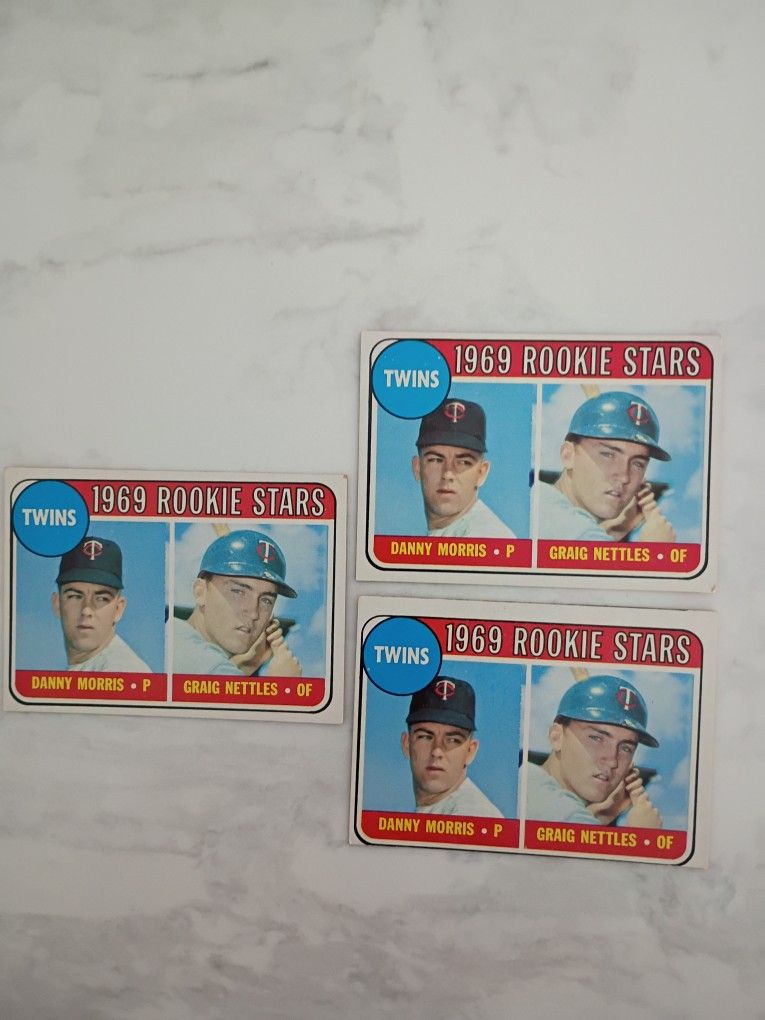 1969 ROOKIE STARS
TWINS
T
T
DANNY MORRIS • P
GRAIG NETTLES • OF
1969 ROOKIE STARS
TWINS
T
T
DANNY MORRIS • P
GRAIG NETTLES • OF
1969 ROOKIE STARS
TWINS
T
T
DANNY MORRIS • P
GRAIG NETTLES • OF